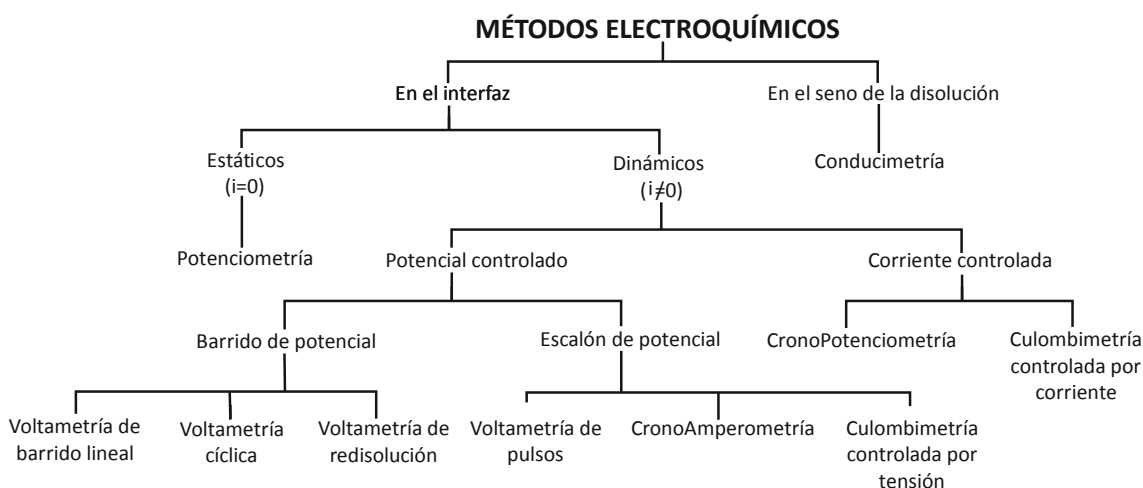 MÉTODOS ELECTROQUÍMICOS
En el interfaz
En el seno de la disolución
Estáticos
(i=0)
Dinámicos
(i≠0)
Conducimetría
Potenciometría
Potencial controlado
Corriente controlada
Barrido de potencial
Escalón de potencial
CronoPotenciometría
Culombimetría
controlada por
corriente
Voltametría de
barrido lineal
Voltametría
cíclica
Voltametría de
redisolución
Voltametría de
pulsos
CronoAmperometría
Culombimetría
controlada por
tensión